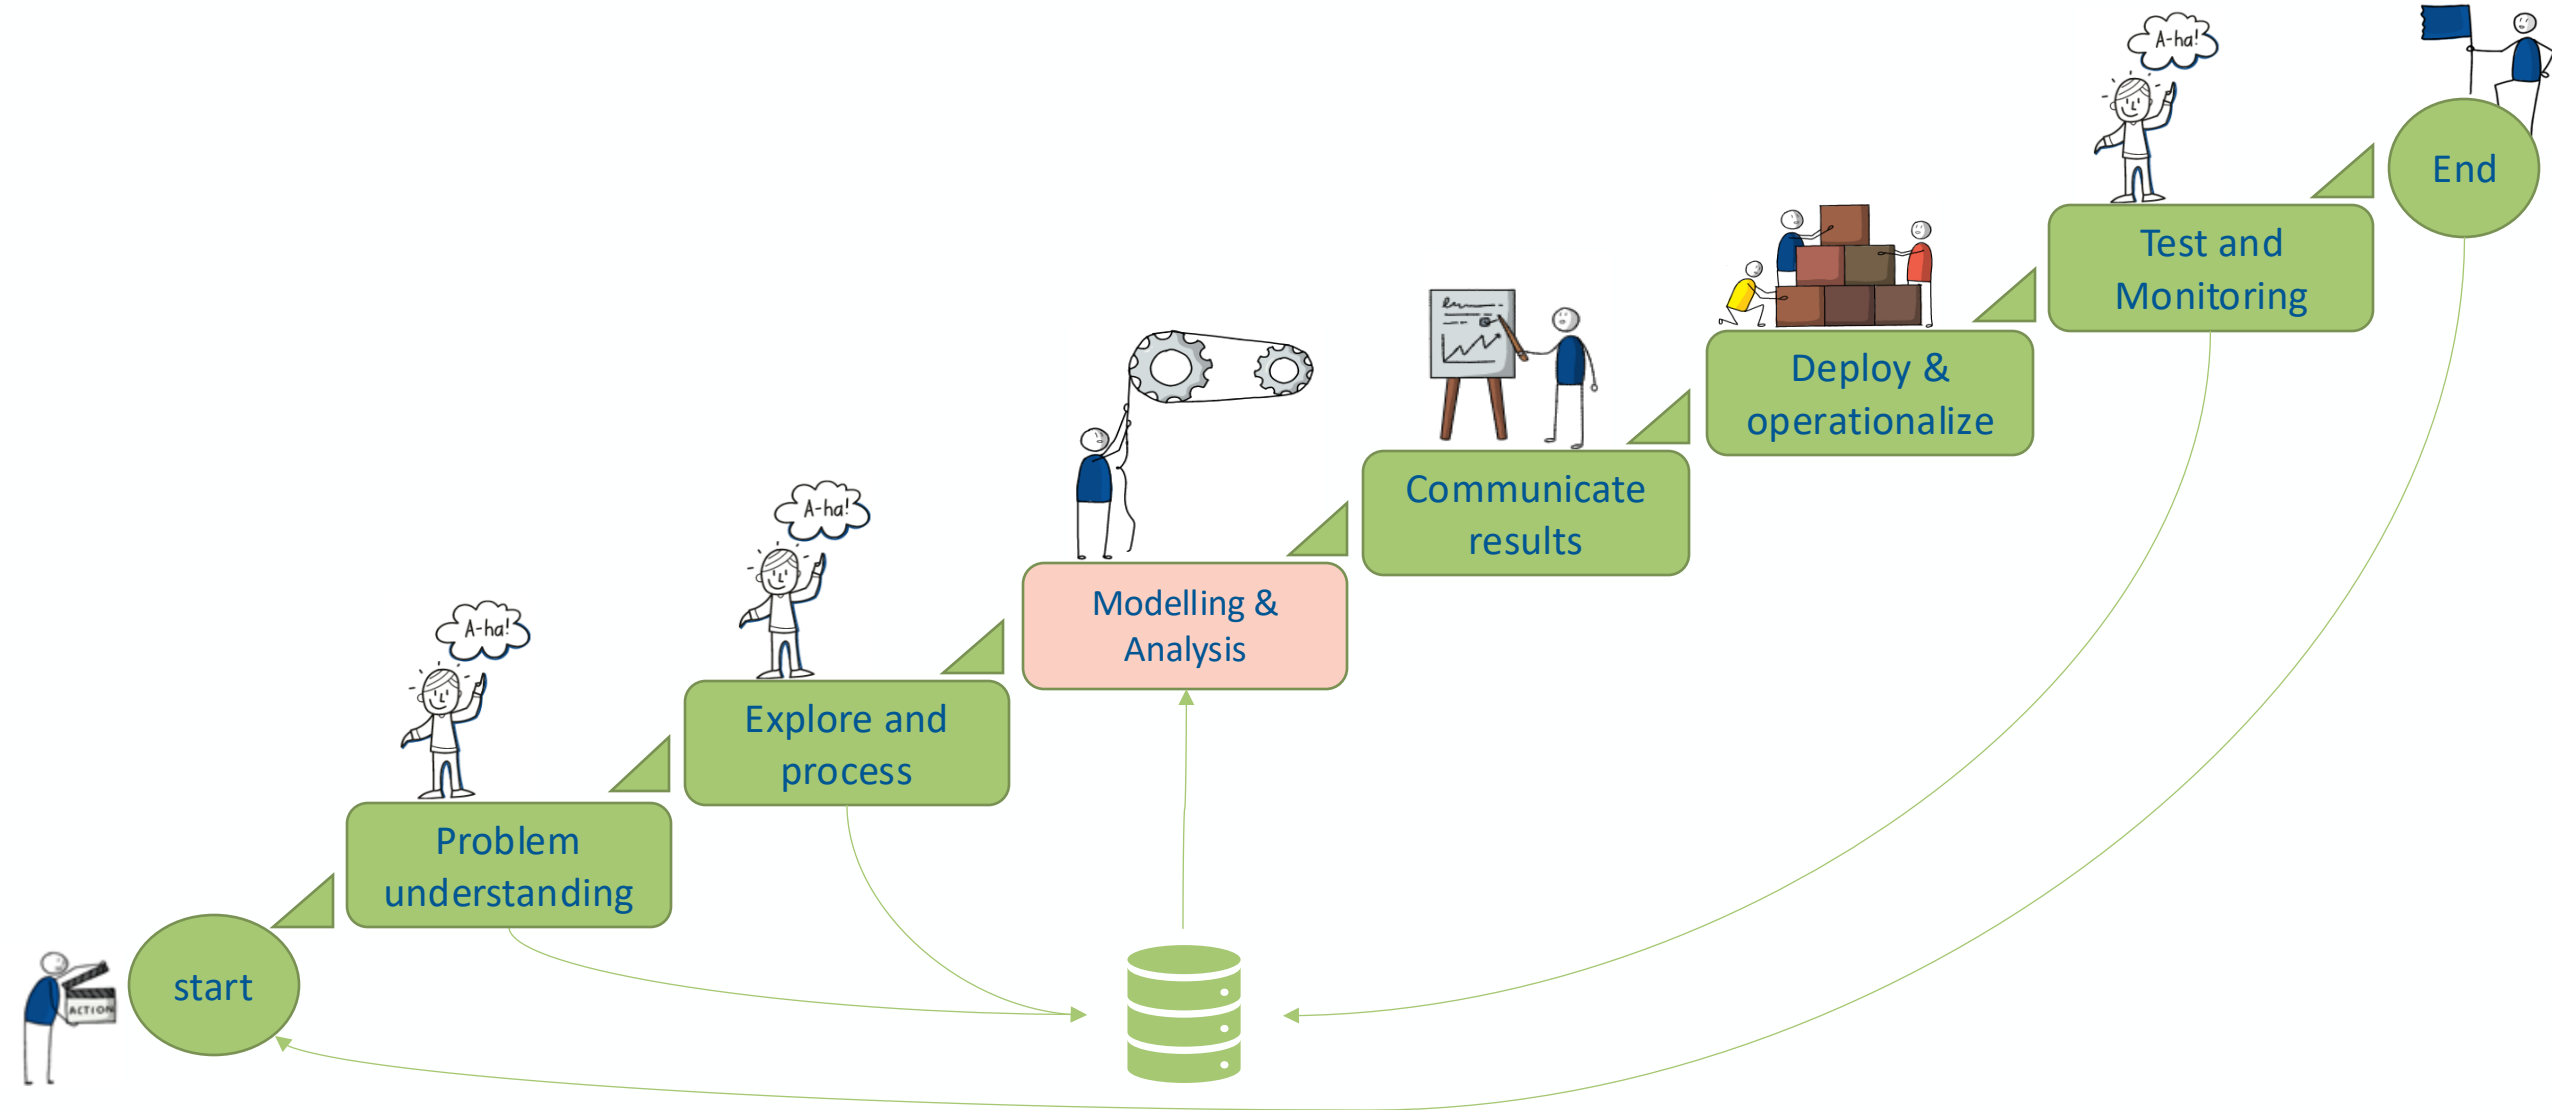 A-ha!
End
Test and
Monitoring
Deploy &
operationalize
Communicate
results
Modelling &
Analysis
A-ha!
Explore and
process
A-ha!
Problem
understanding
start
ACTION